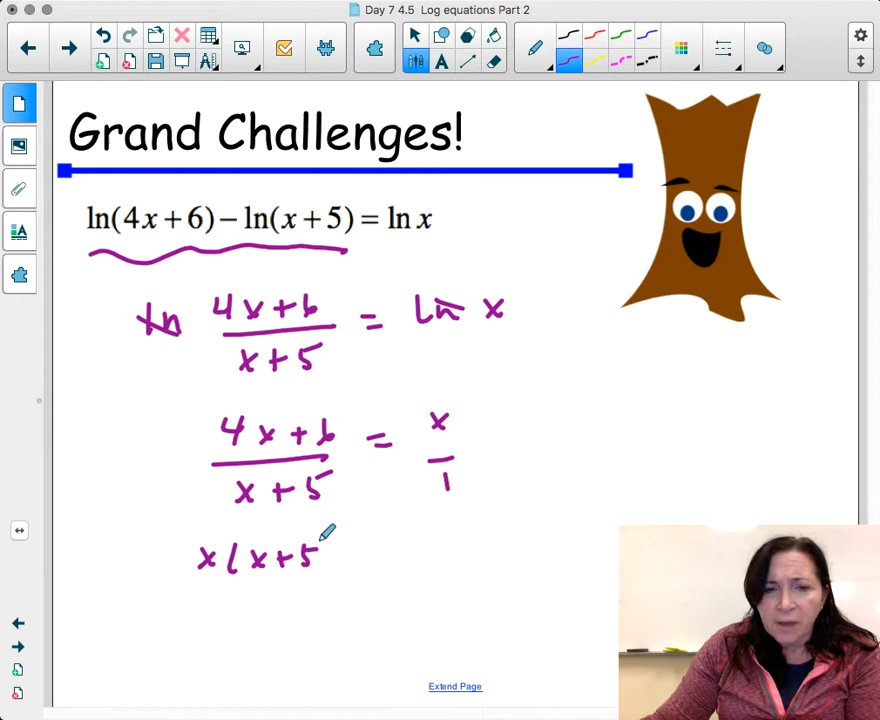 Day 7 4.5 Log equations Part 2
Grand Challenges!
ln(4x+6)−ln(x+5)=ln x
ln 4x+6 / x+5 = ln x
4x+6 / x+5 = x / 1
x(x+5
Extend Page